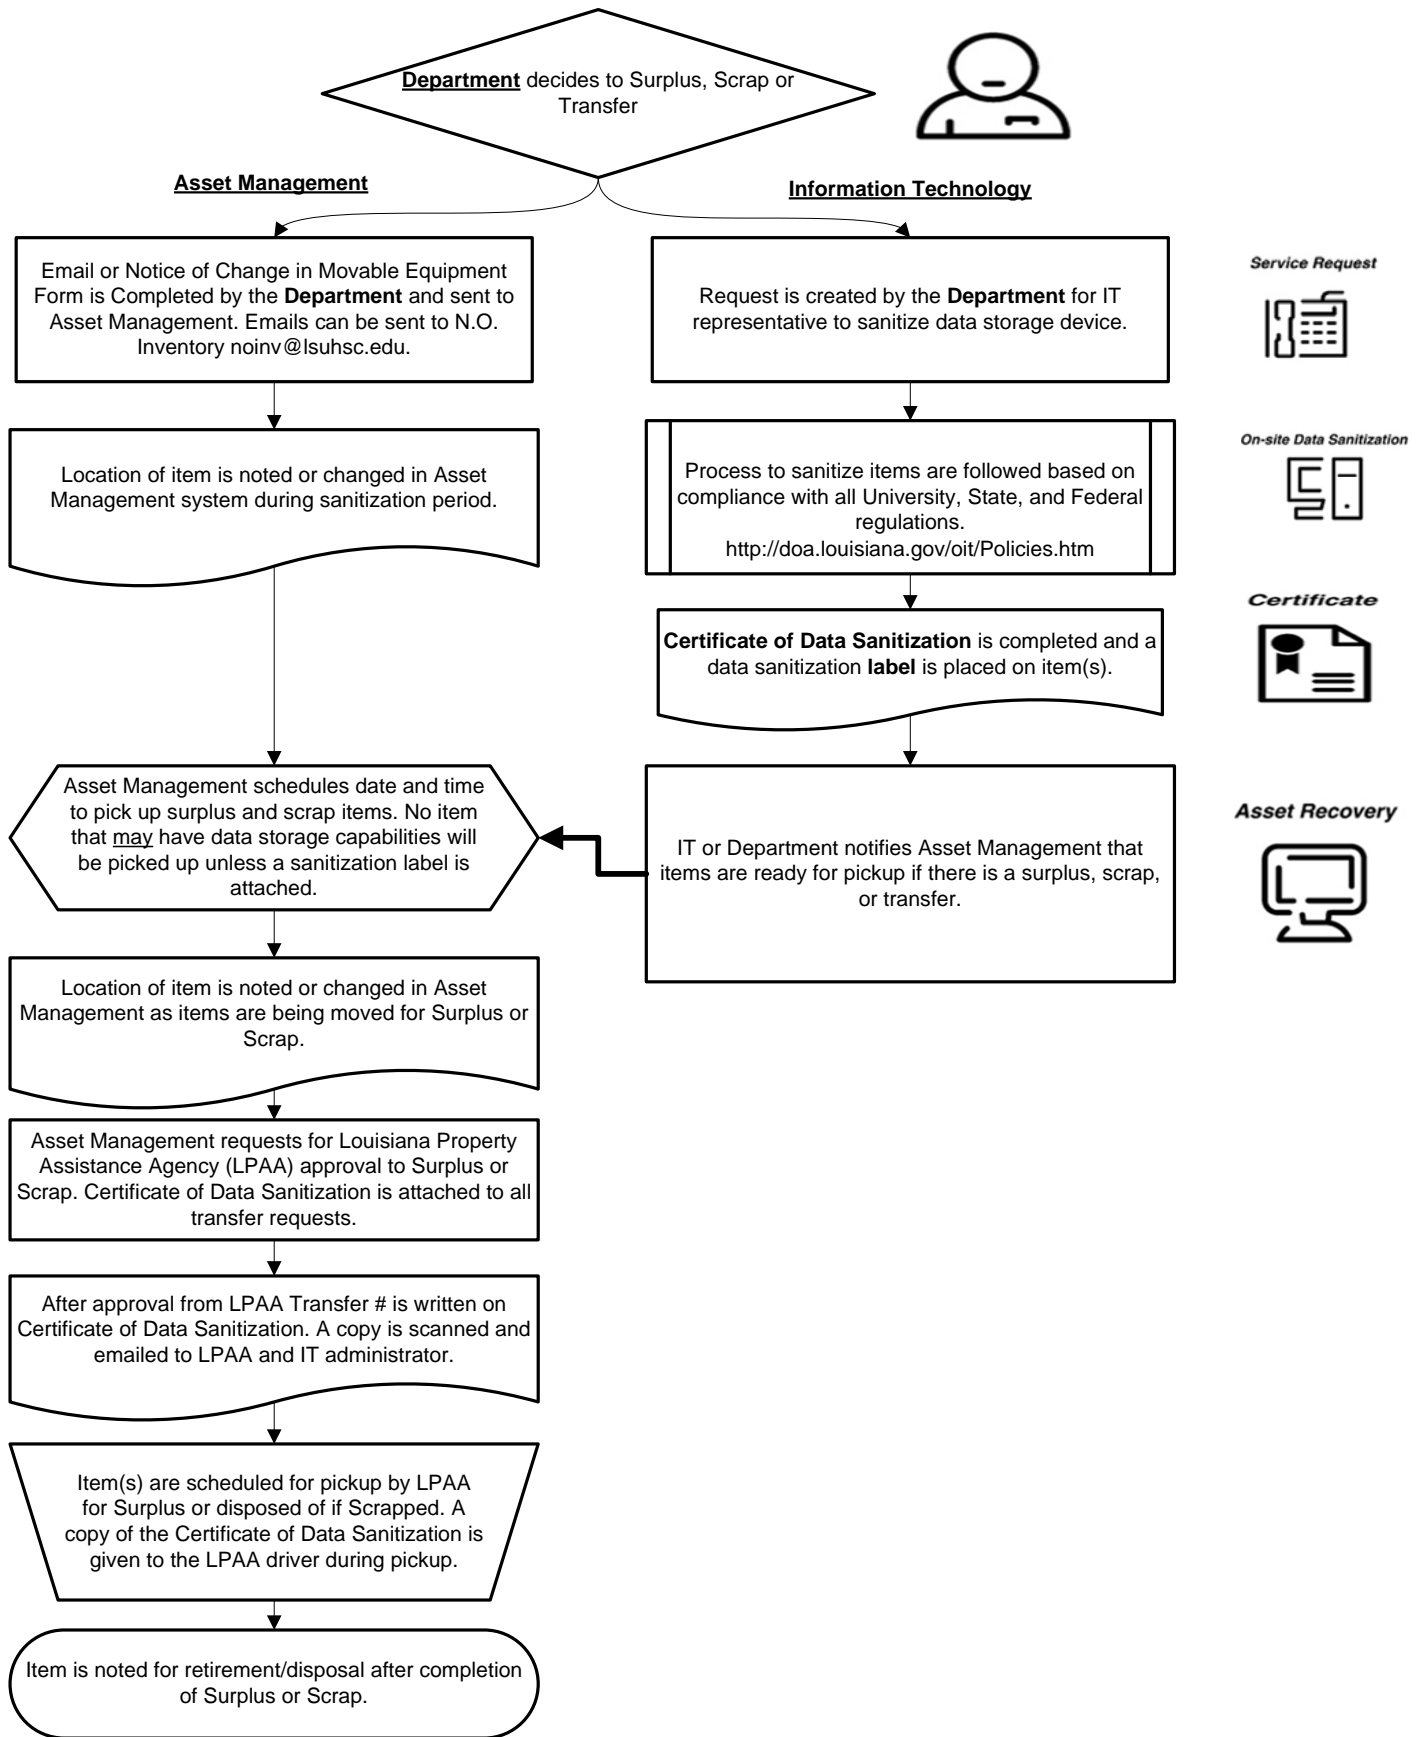 Department decides to Surplus, Scrap or
Transfer
Asset Management
Information Technology
Email or Notice of Change in Movable Equipment
Form is Completed by the Department and sent to
Asset Management. Emails can be sent to N.O.
Inventory noinv@lsuhsc.edu.
Request is created by the Department for IT
representative to sanitize data storage device.
Service Request
Location of item is noted or changed in Asset
Management system during sanitization period.
Process to sanitize items are followed based on
compliance with all University, State, and Federal
regulations.
http://doa.louisiana.gov/oit/Policies.htm
On-site Data Sanitization
Certificate of Data Sanitization is completed and a
data sanitization label is placed on item(s).
Certificate
Asset Management schedules date and time
to pick up surplus and scrap items. No item
that may have data storage capabilities will
be picked up unless a sanitization label is
attached.
IT or Department notifies Asset Management that
items are ready for pickup if there is a surplus, scrap,
or transfer.
Asset Recovery
Location of item is noted or changed in Asset
Management as items are being moved for Surplus or
Scrap.
Asset Management requests for Louisiana Property
Assistance Agency (LPAA) approval to Surplus or
Scrap. Certificate of Data Sanitization is attached to all
transfer requests.
After approval from LPAA Transfer # is written on
Certificate of Data Sanitization. A copy is scanned and
emailed to LPAA and IT administrator.
Item(s) are scheduled for pickup by LPAA
for Surplus or disposed of if Scrapped. A
copy of the Certificate of Data Sanitization is
given to the LPAA driver during pickup.
Item is noted for retirement/disposal after completion
of Surplus or Scrap.